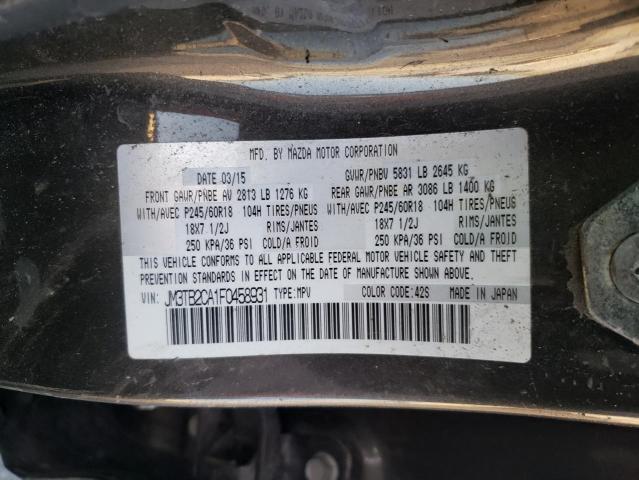 MFD. BY MAZDA MOTOR CORPORATION
DATE 03/15 GVWR/PNBV 5831 LB 2645 KG
FRONT GAWR/PNBE AV 2813 LB 1276 KG REAR GAWR/PNBE AR 3086 LB 1400 KG
WITH/AVEC P245/60R18 104H TIRES/PNEUS WITH/AVEC P245/60R18 104H TIRES/PNEUS
18X7 1/2J RIMS/JANTES 18X7 1/2J RIMS/JANTES
250 KPA/36 PSI COLD/A FROID 250 KPA/36 PSI COLD/A FROID
THIS VEHICLE CONFORMS TO ALL APPLICABLE FEDERAL MOTOR VEHICLE SAFETY AND THEFT
PREVENTION STANDARDS IN EFFECT ON THE DATE OF MANUFACTURE SHOWN ABOVE.
VIN: JM3TB2CA1F0458931 TYPE:MPV COLOR CODE:42S MADE IN JAPAN